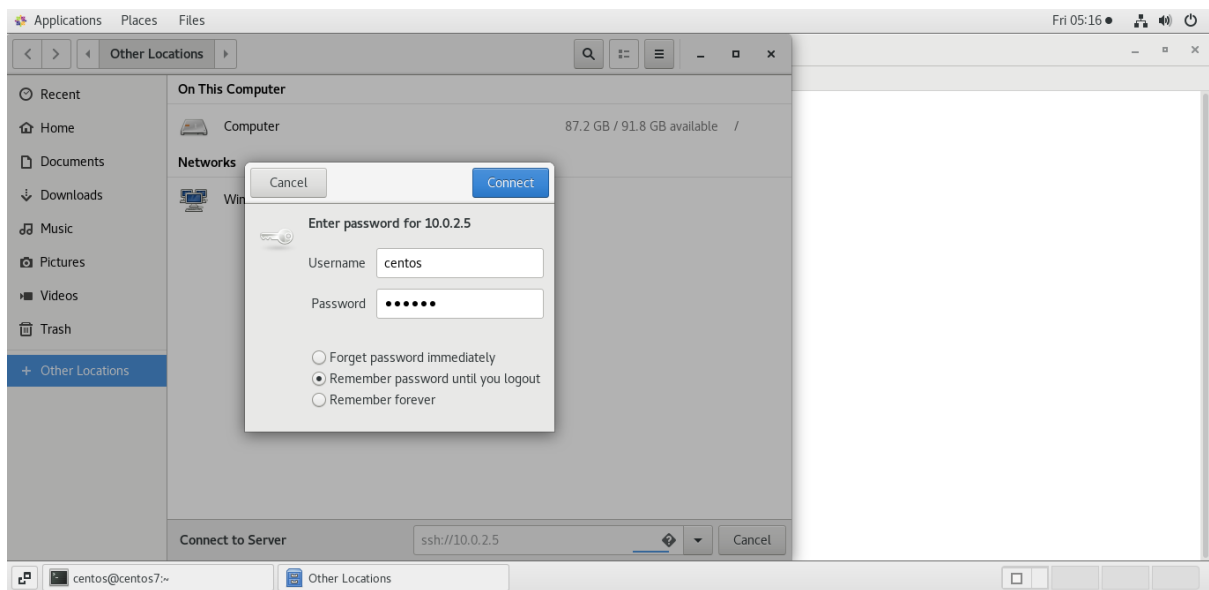 Applications Places Files Fri 05:16
Other Locations
Recent
Home
Documents
Downloads
Music
Pictures
Videos
Trash
+ Other Locations
On This Computer
Computer 87.2 GB / 91.8 GB available /
Networks
Win
Cancel Connect
Enter password for 10.0.2.5
Username centos
Password ••••••
Forget password immediately
Remember password until you logout
Remember forever
Connect to Server ssh://10.0.2.5 Cancel
centos@centos7:~ Other Locations